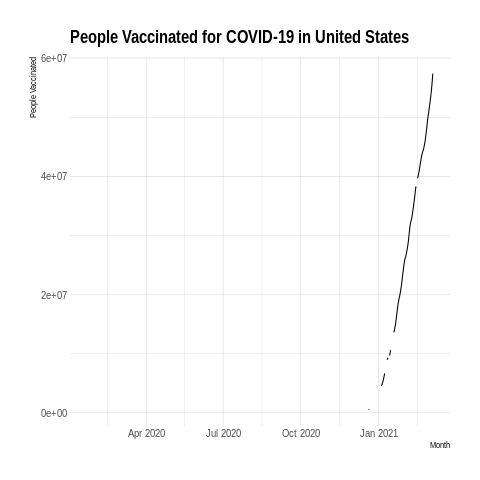 People Vaccinated for COVID-19 in United States
People Vaccinated
6e+07
4e+07
2e+07
0e+00
Apr 2020 Jul 2020 Oct 2020 Jan 2021
Month